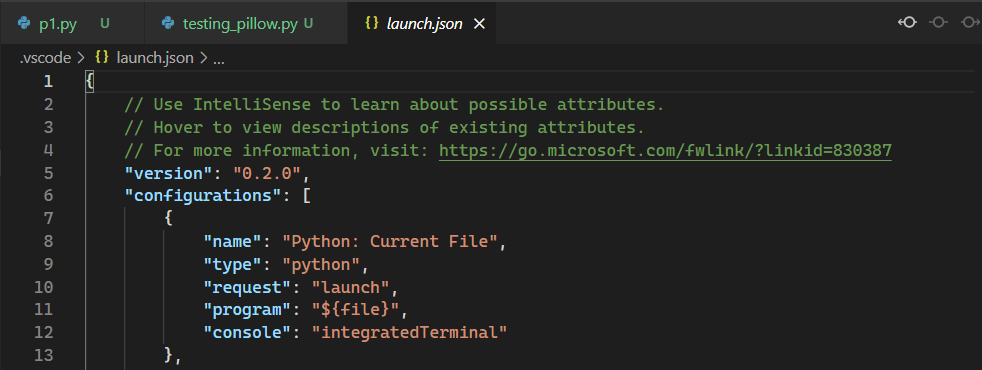 p1.py U testing_pillow.py U {} launch.json ×
.vscode > {} launch.json > ...
1 {
2 // Use IntelliSense to learn about possible attributes.
3 // Hover to view descriptions of existing attributes.
4 // For more information, visit: https://go.microsoft.com/fwlink/?linkid=830387
5 "version": "0.2.0",
6 "configurations": [
7 {
8 "name": "Python: Current File",
9 "type": "python",
10 "request": "launch",
11 "program": "${file}",
12 "console": "integratedTerminal"
13 },